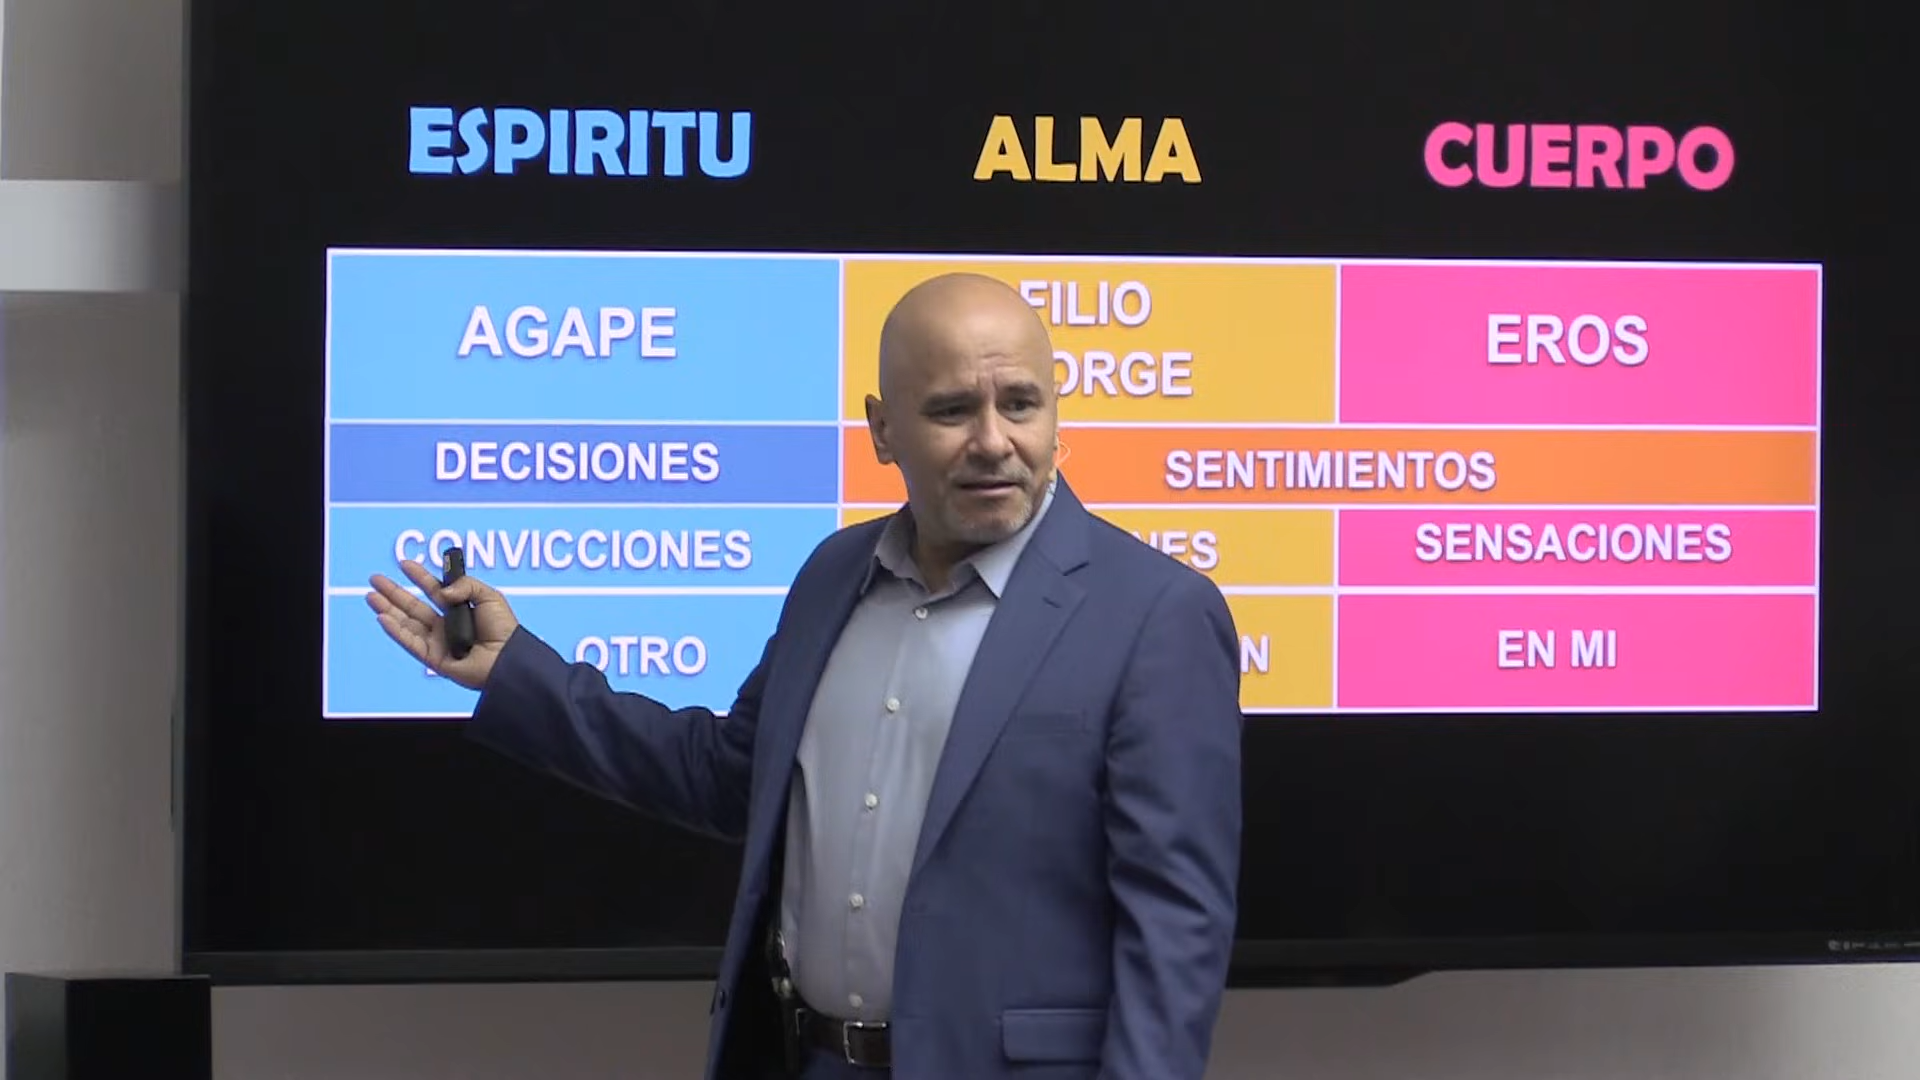 ESPIRITU ALMA CUERPO
AGAPE FILIO EROS
ORGE
DECISIONES SENTIMIENTOS
CONVICCIONES NES SENSACIONES
OTRO N EN MI